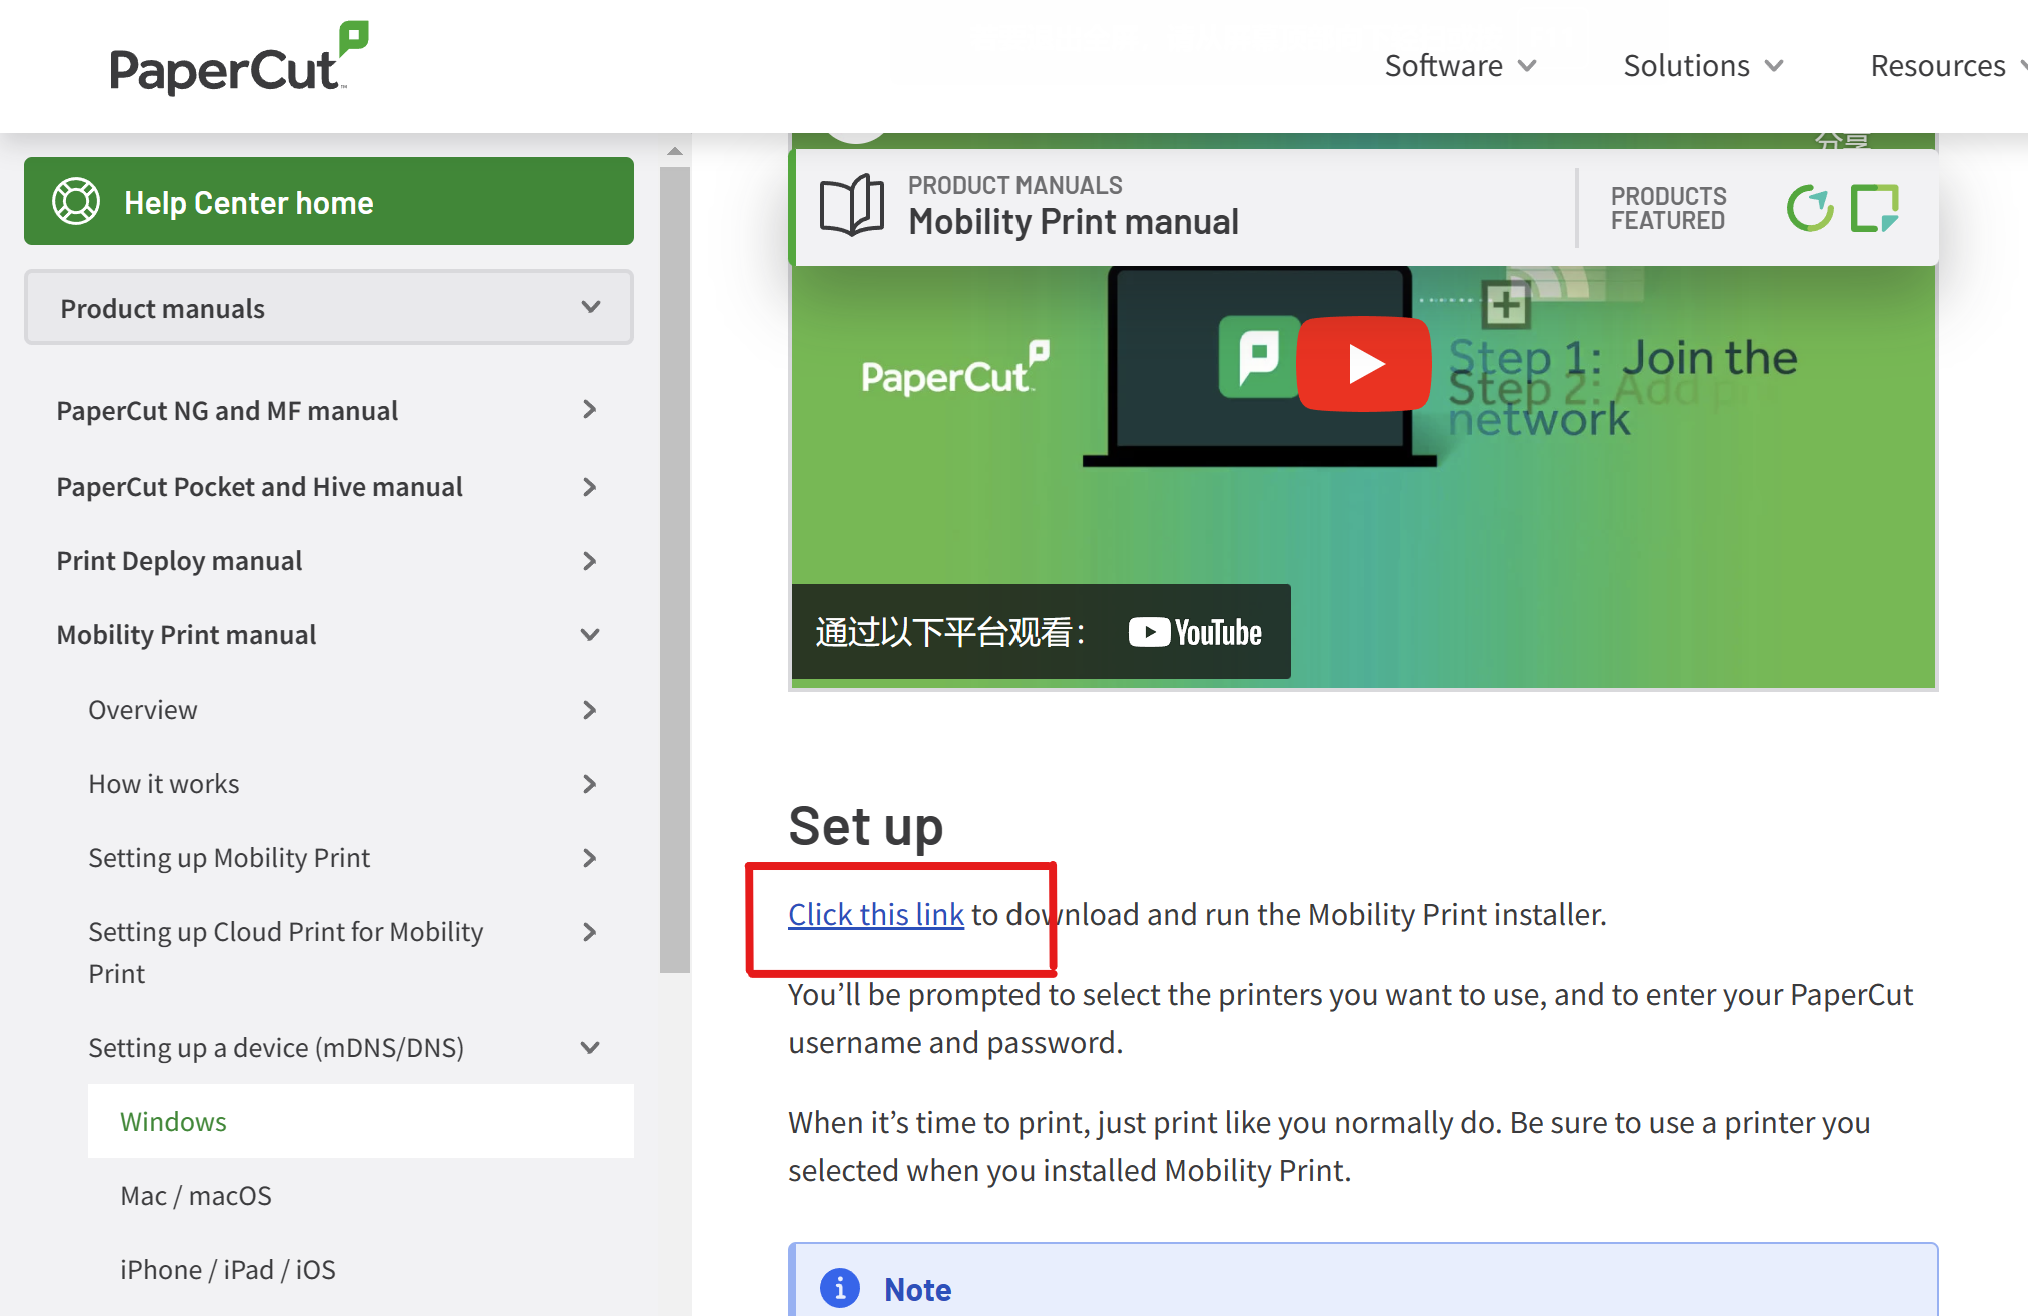 PaperCut
Software
Solutions
Resources
Help Center home
Product manuals
PaperCut NG and MF manual
PaperCut Pocket and Hive manual
Print Deploy manual
Mobility Print manual
Overview
How it works
Setting up Mobility Print
Setting up Cloud Print for Mobility
Print
Setting up a device (mDNS/DNS)
Windows
Mac / macOS
iPhone / iPad / iOS
分享
PRODUCT MANUALS
Mobility Print manual
PRODUCTS
FEATURED
PaperCut
Step 1: Join the
Step 2: Add
network
通过以下平台观看：
YouTube
Set up
Click this link to download and run the Mobility Print installer.
You’ll be prompted to select the printers you want to use, and to enter your PaperCut
username and password.
When it’s time to print, just print like you normally do. Be sure to use a printer you
selected when you installed Mobility Print.
Note